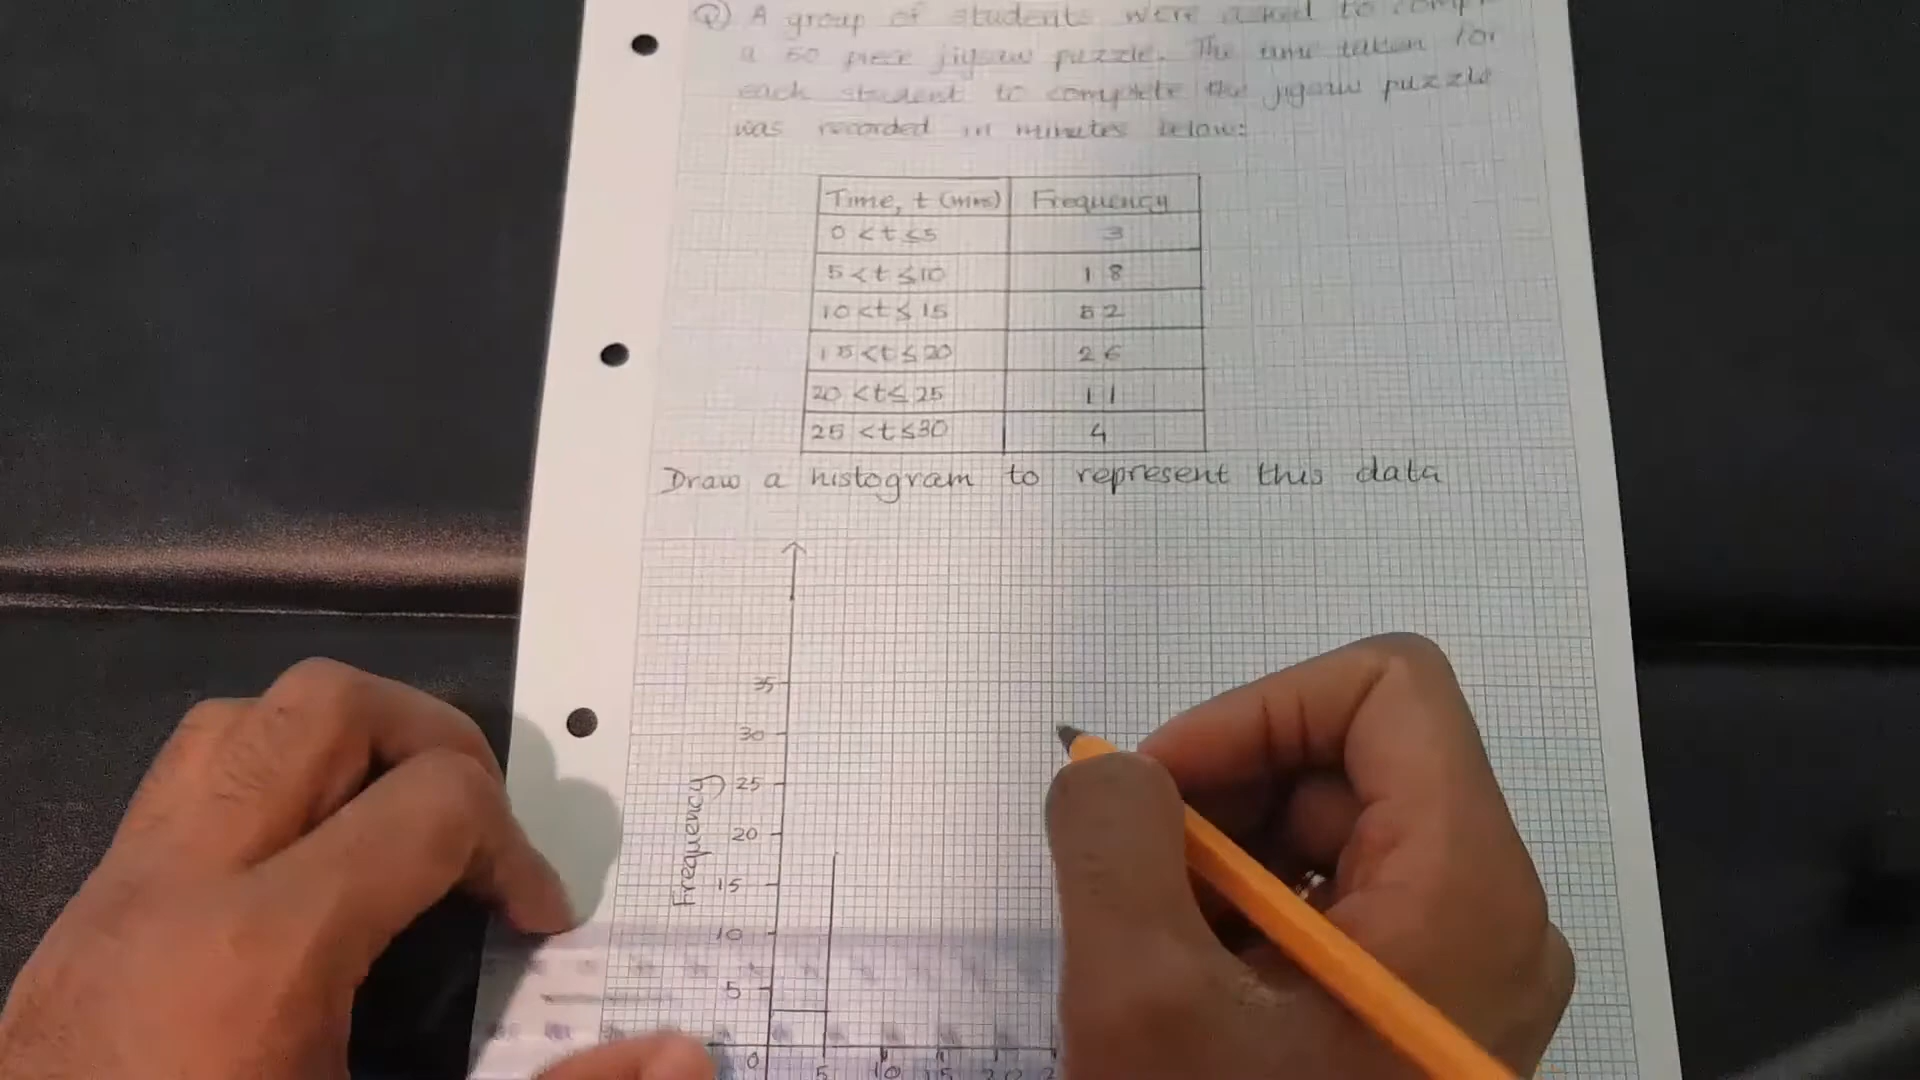 Q) A group of students were asked to
a 50 piece jigsaw puzzle. The time taken for
each student to complete the jigsaw puzzle
was recorded in minutes below:
Time, t (mins) Frequency
0 < t ≤ 5 3
5 < t ≤ 10 18
10 < t ≤ 15 52
15 < t ≤ 20 26
20 < t ≤ 25 11
25 < t ≤ 30 4
Draw a histogram to represent this data
35
30
25
20
15
10
5
0
Frequency
5 10 15 20